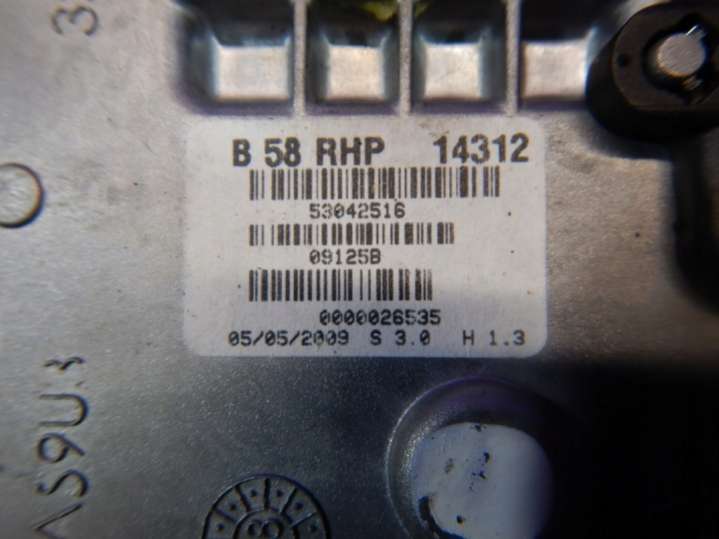 B 58 RHP 14312
53042516
09125B
0000026535
05/05/2009 S 3.0 H 1.3